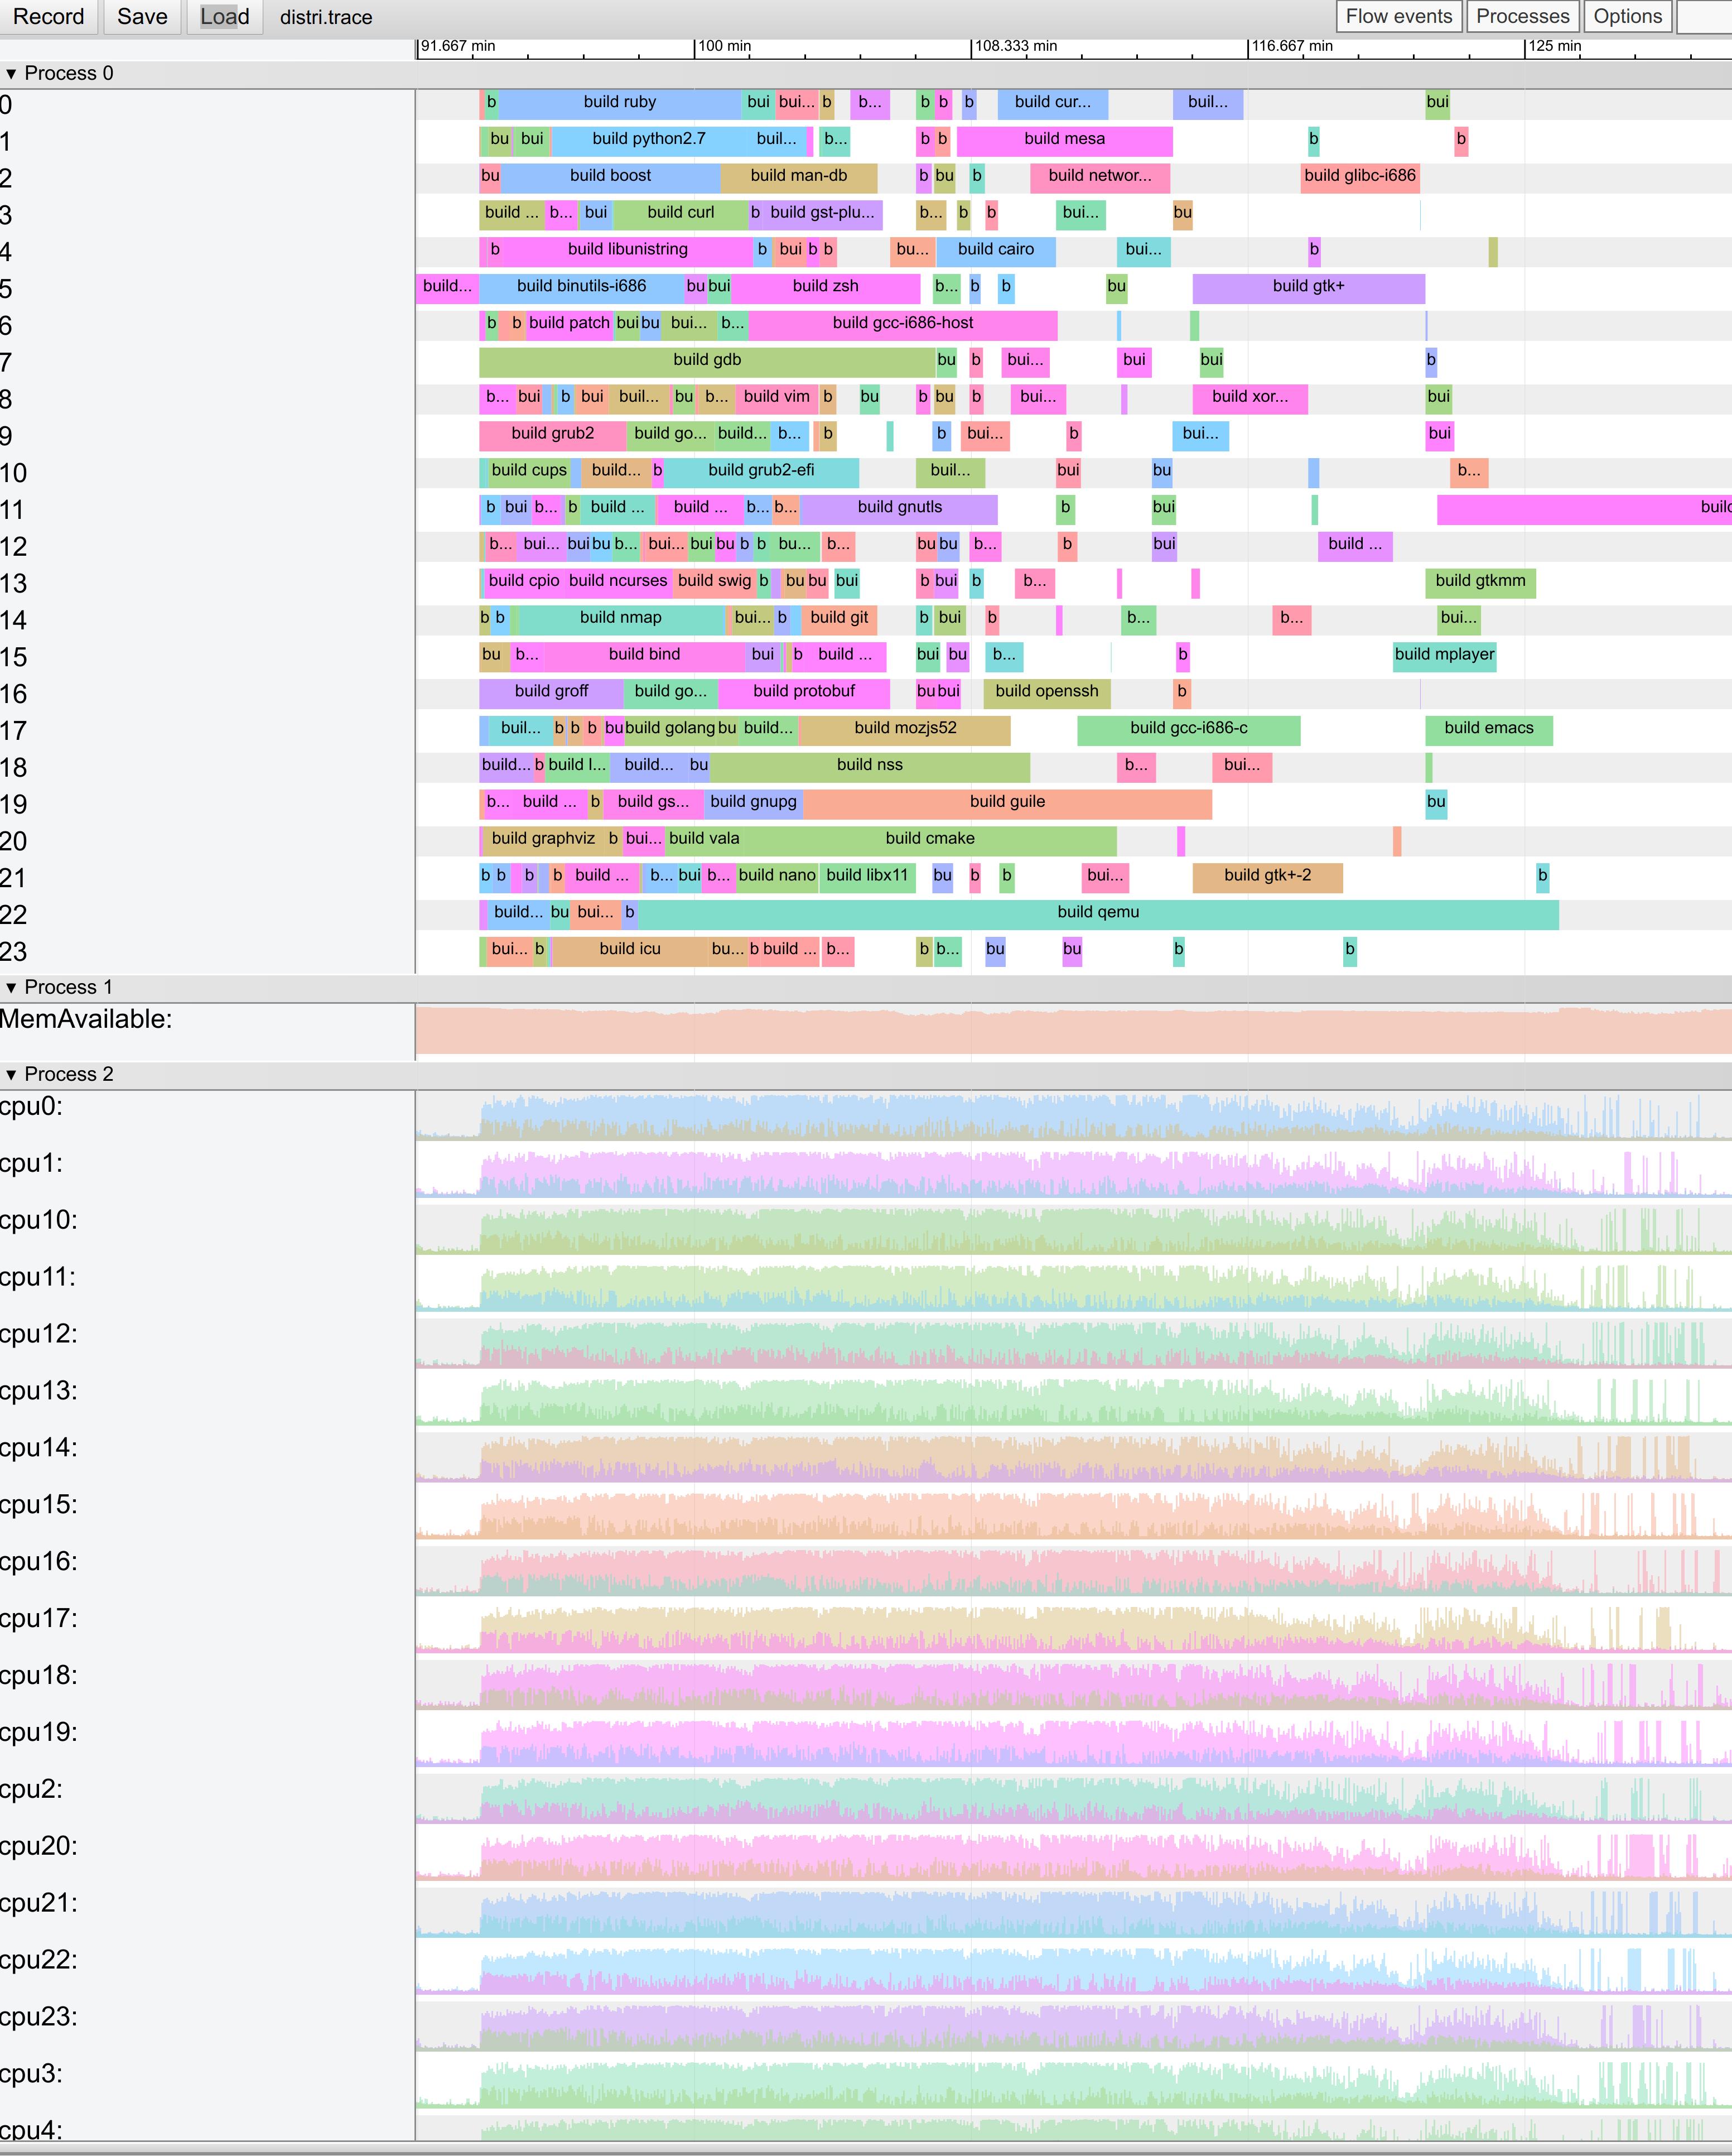 Record Save Load distri.trace Flow events Processes Options
91.667 min 100 min 108.333 min 116.667 min 125 min
▼ Process 0
0 b build ruby bui bui... b b... b b b build cur... buil... bui
1 bu bui build python2.7 buil... b... b b build mesa b b
2 bu build boost build man-db b bu b build networ... build glibc-i686
3 build ... b... bui build curl b build gst-plu... b... b b bui... bu
4 b build libunistring b bui b b bu... build cairo bui... b
5 build... build binutils-i686 bu bui build zsh b... b b bu build gtk+
6 b b build patch bui bu bui... b... build gcc-i686-host
7 build gdb bu b bui... bui bui b
8 b... bui b bui buil... bu b... build vim b bu b bu b bui... build xor... bui
9 build grub2 build go... build... b... b b bui... b bui... bui
10 build cups build... b build grub2-efi buil... bui bu b...
11 b bui b... b build ... build ... b... b... build gnutls b bui build
12 b... bui... bui bu b... bui... bui bu b b bu... b... bu bu b... b bui build ...
13 build cpio build ncurses build swig b bu bu bui b bui b b... build gtkmm
14 b b build nmap bui... b build git b bui b b... b... bui...
15 bu b... build bind bui b build ... bui bu b... b build mplayer
16 build groff build go... build protobuf bu bui build openssh b
17 buil... b b b bu build golang bu build... build mozjs52 build gcc-i686-c build emacs
18 build... b build l... build... bu build nss b... bui...
19 b... build ... b build gs... build gnupg build guile bu
20 build graphviz b bui... build vala build cmake
21 b b b b build ... b... bui b... build nano build libx11 bu b b bui... build gtk+-2 b
22 build... bu bui... b build qemu
23 bui... b build icu bu... b build ... b... b b... bu bu b b
▼ Process 1
MemAvailable:
▼ Process 2
cpu0:
cpu1:
cpu10:
cpu11:
cpu12:
cpu13:
cpu14:
cpu15:
cpu16:
cpu17:
cpu18:
cpu19:
cpu2:
cpu20:
cpu21:
cpu22:
cpu23:
cpu3:
cpu4: